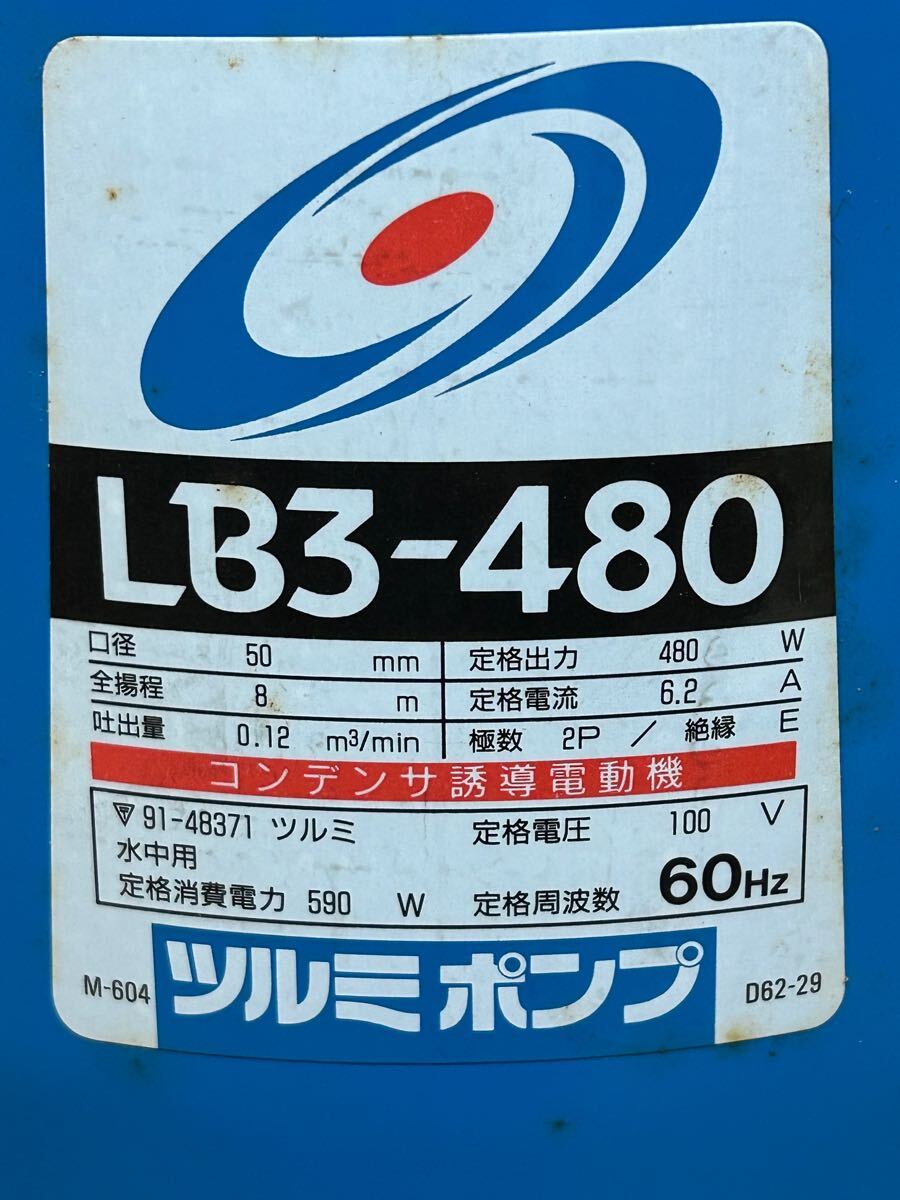 LB3-480
口径 50 mm 定格出力 480 W
全揚程 8 m 定格電流 6.2 A
吐出量 0.12 m³/min 極数 2P / 絶縁 E
コンデンサ誘導電動機
91-48371 ツルミ 定格電圧 100 V
水中用
定格消費電力 590 W 定格周波数 60Hz
M-604 ツルミポンプ D62-29